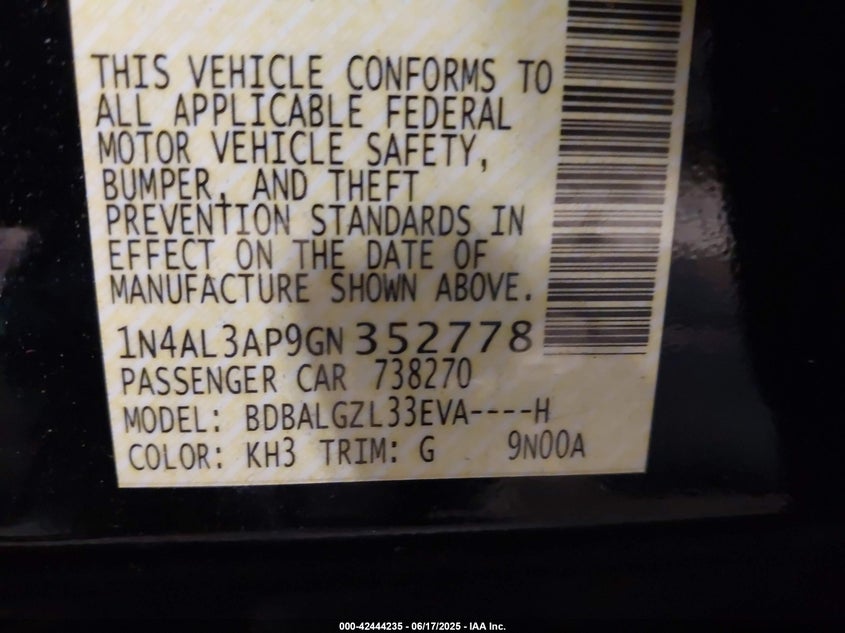 THIS VEHICLE CONFORMS TO
ALL APPLICABLE FEDERAL
MOTOR VEHICLE SAFETY,
BUMPER, AND THEFT
PREVENTION STANDARDS IN
EFFECT ON THE DATE OF
MANUFACTURE SHOWN ABOVE.
1N4AL3AP9GN352778
PASSENGER CAR 738270
MODEL: BDBALGZL33EVA----H
COLOR: KH3 TRIM: G 9N00A
000-42444235 - 06/17/2025 - IAA Inc.